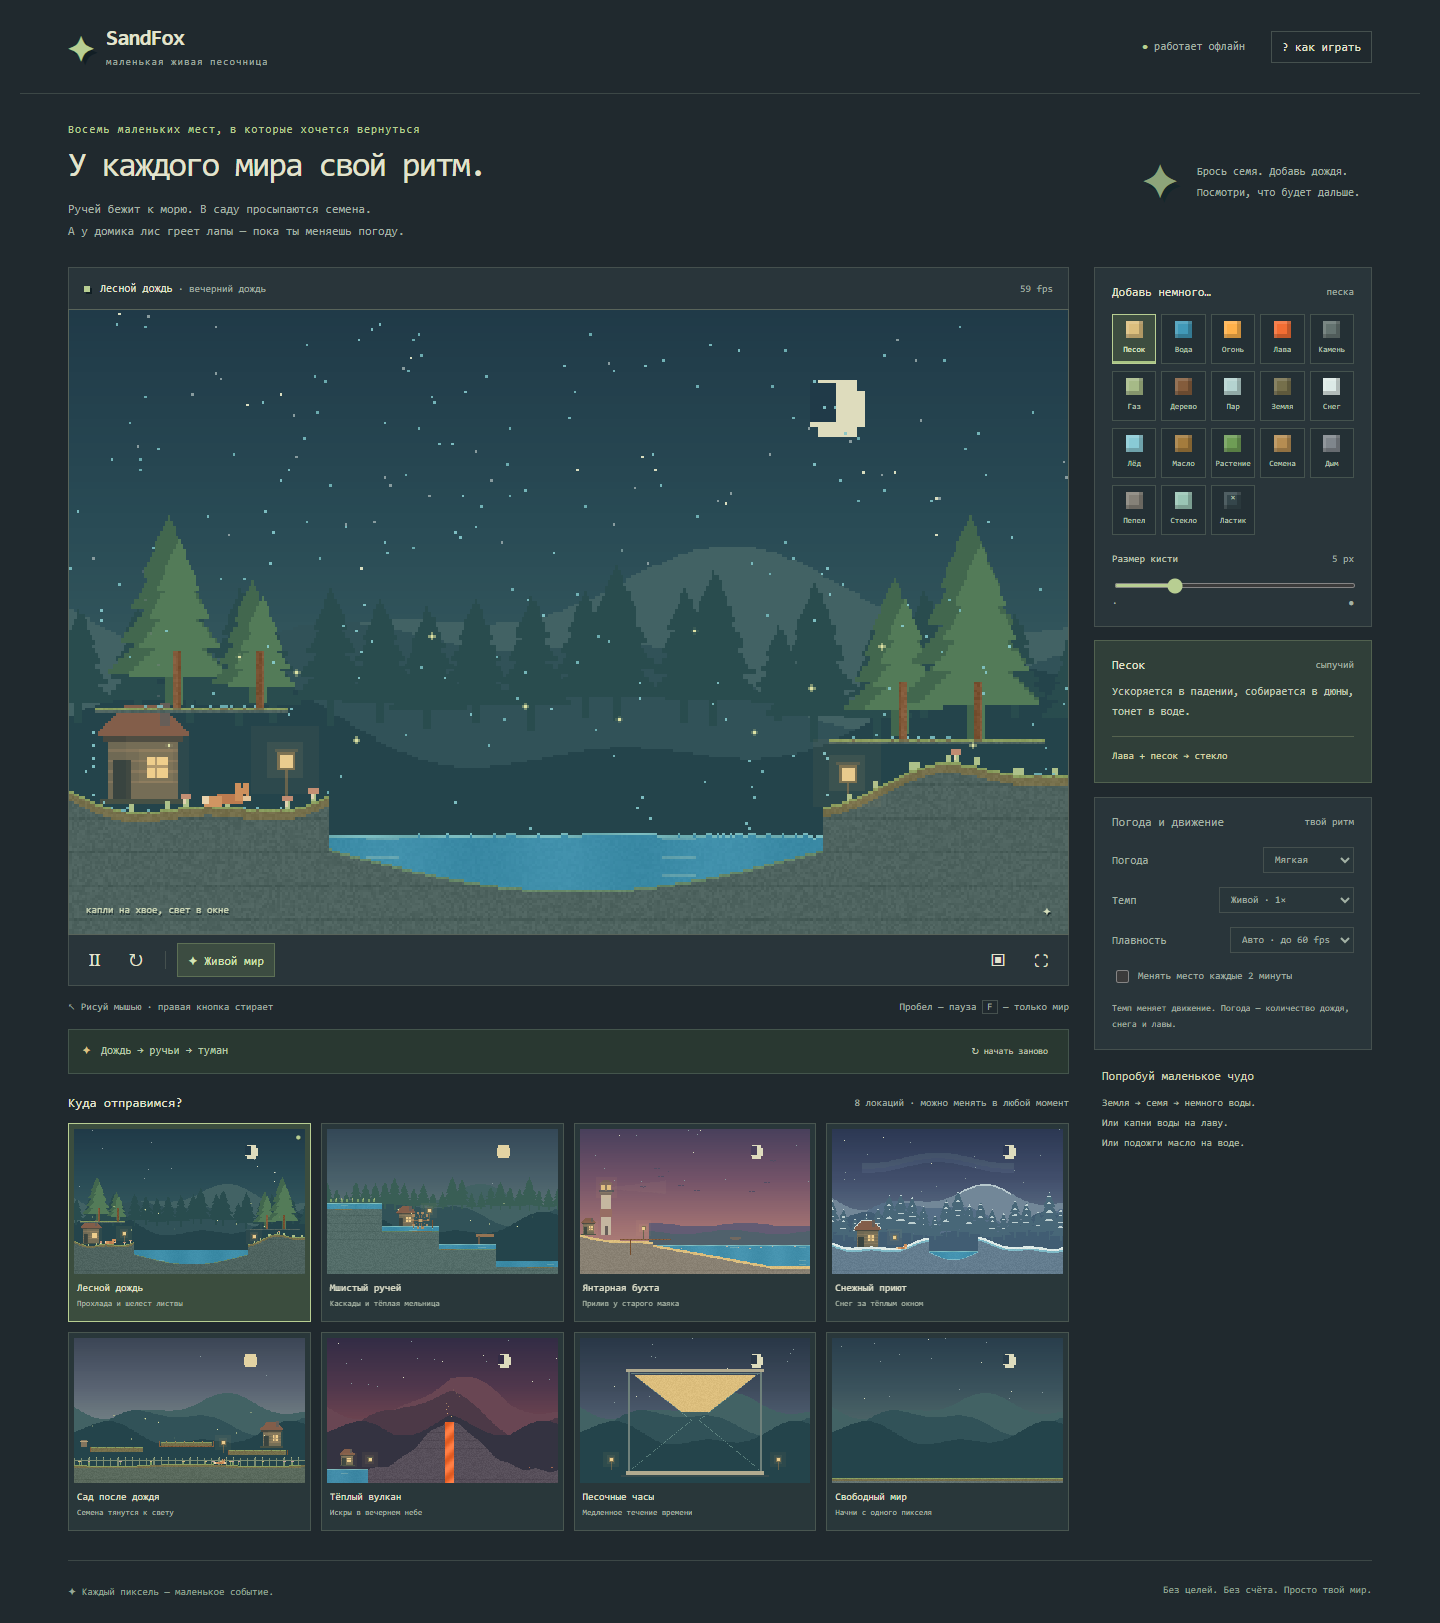 SandFox
маленькая живая песочница
работает офлайн
? как играть
Восемь маленьких мест, в которые хочется вернуться
У каждого мира свой ритм.
Ручей бежит к морю. В саду просыпаются семена.
А у домика лис греет лапы — пока ты меняешь погоду.
Брось семя. Добавь дождя.
Посмотри, что будет дальше.
Лесной дождь · вечерний дождь
59 fps
капли на хвое, свет в окне
Живой мир
Рисуй мышью · правая кнопка стирает
Пробел — пауза F — только мир
Дождь → ручьи → туман
↻ начать заново
Куда отправимся?
8 локаций · можно менять в любой момент
Лесной дождь
Прохлада и шелест листвы
Мшистый ручей
Каскады и тёплая мельница
Янтарная бухта
Прилив у старого маяка
Снежный приют
Снег за тёплым окном
Сад после дождя
Семена тянутся к свету
Тёплый вулкан
Искры в вечернем небе
Песочные часы
Медленное течение времени
Свободный мир
Начни с одного пикселя
Добавь немного…
песка
Песок Вода Огонь Лава Камень
Газ Дерево Пар Земля Снег
Лёд Масло Растение Семена Дым
Пепел Стекло Ластик
Размер кисти
5 px
Песок
сыпучий
Ускоряется в падении, собирается в дюны,
тонет в воде.
Лава + песок → стекло
Погода и движение
твой ритм
Погода
Мягкая
Темп
Живой · 1×
Плавность
Авто · до 60 fps
Менять место каждые 2 минуты
Темп меняет движение. Погода — количество дождя,
снега и лавы.
Попробуй маленькое чудо
Земля → семя → немного воды.
Или капни воды на лаву.
Или подожги масло на воде.
Каждый пиксель — маленькое событие.
Без целей. Без счёта. Просто твой мир.